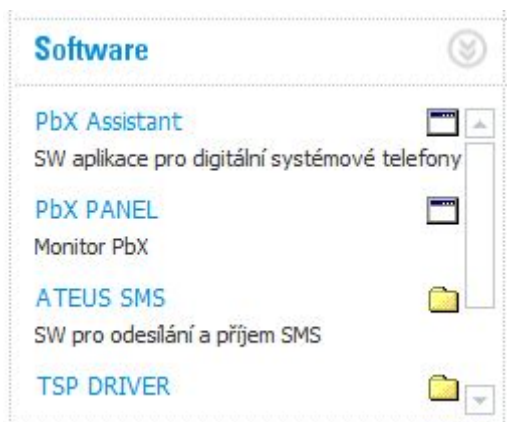 Software
PbX Assistant
SW aplikace pro digitální systémové telefony
PbX PANEL
Monitor PbX
ATEUS SMS
SW pro odesílání a příjem SMS
TSP DRIVER